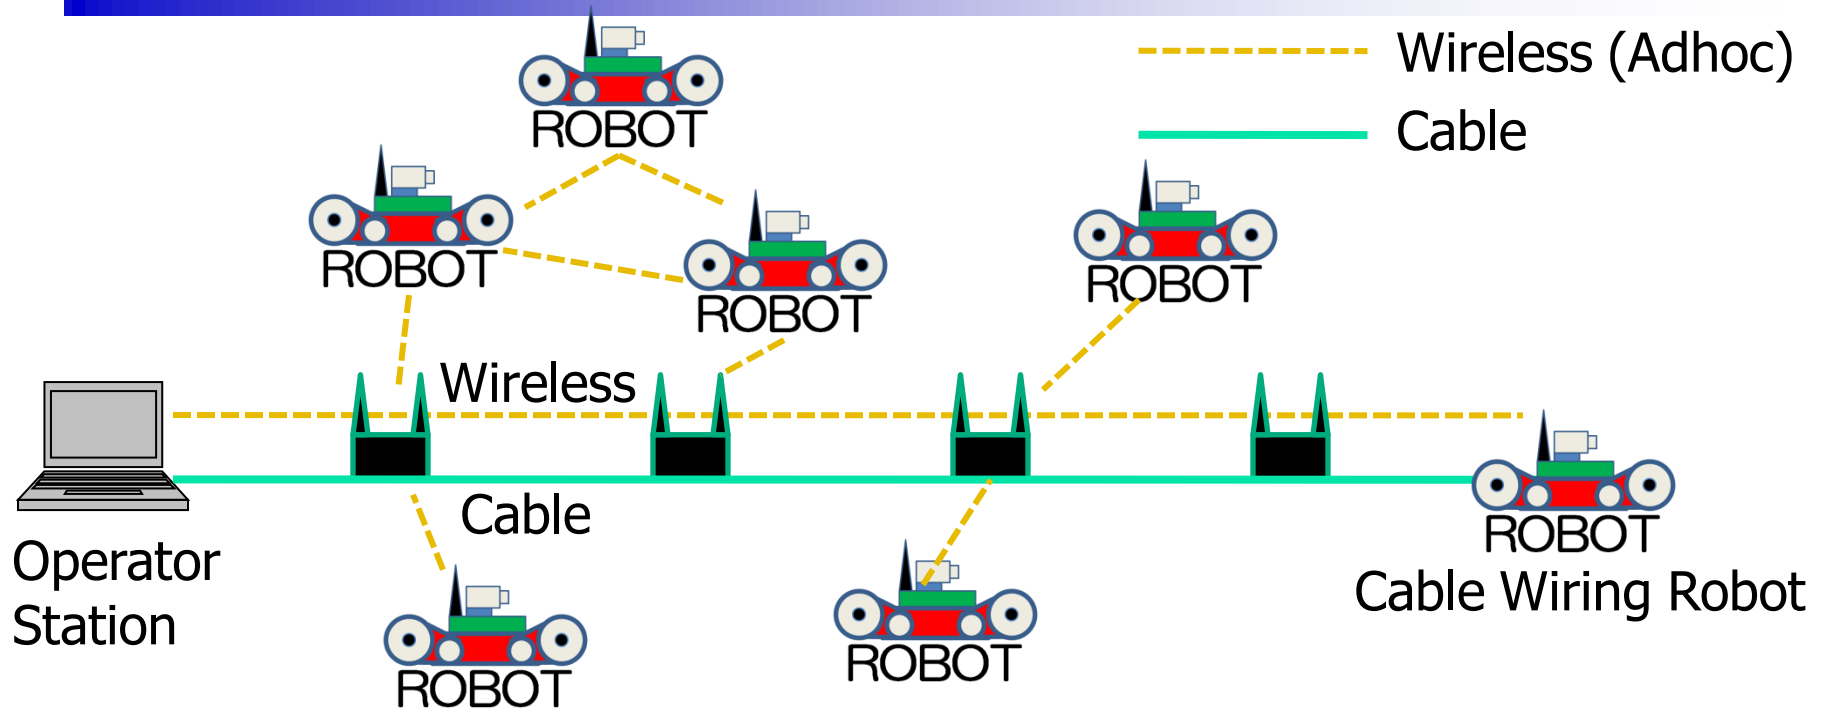 Wireless (Adhoc)
Cable
ROBOT
ROBOT
ROBOT
ROBOT
Wireless
Cable
Operator
Station
ROBOT
Cable Wiring Robot
ROBOT
ROBOT